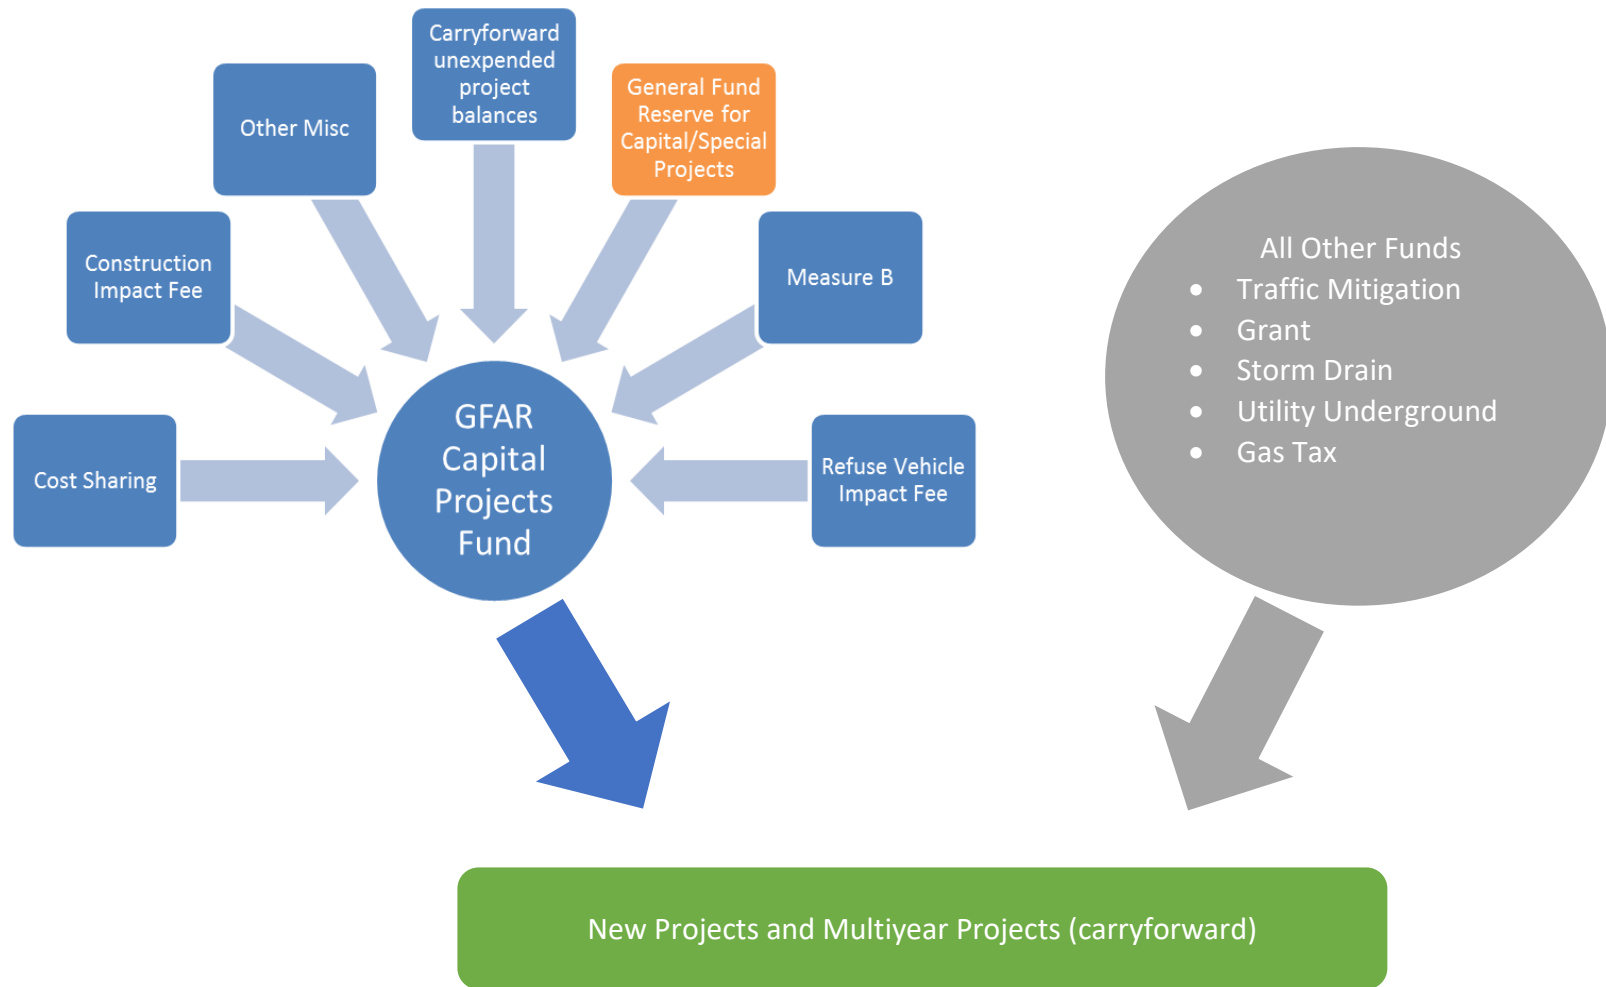 Carryforward
unexpended
project
balances
General Fund
Reserve for
Capital/Special
Projects
Other Misc
Construction
Impact Fee
Measure B
Cost Sharing
Refuse Vehicle
Impact Fee
GFAR
Capital
Projects
Fund
All Other Funds
• Traffic Mitigation
• Grant
• Storm Drain
• Utility Underground
• Gas Tax
New Projects and Multiyear Projects (carryforward)